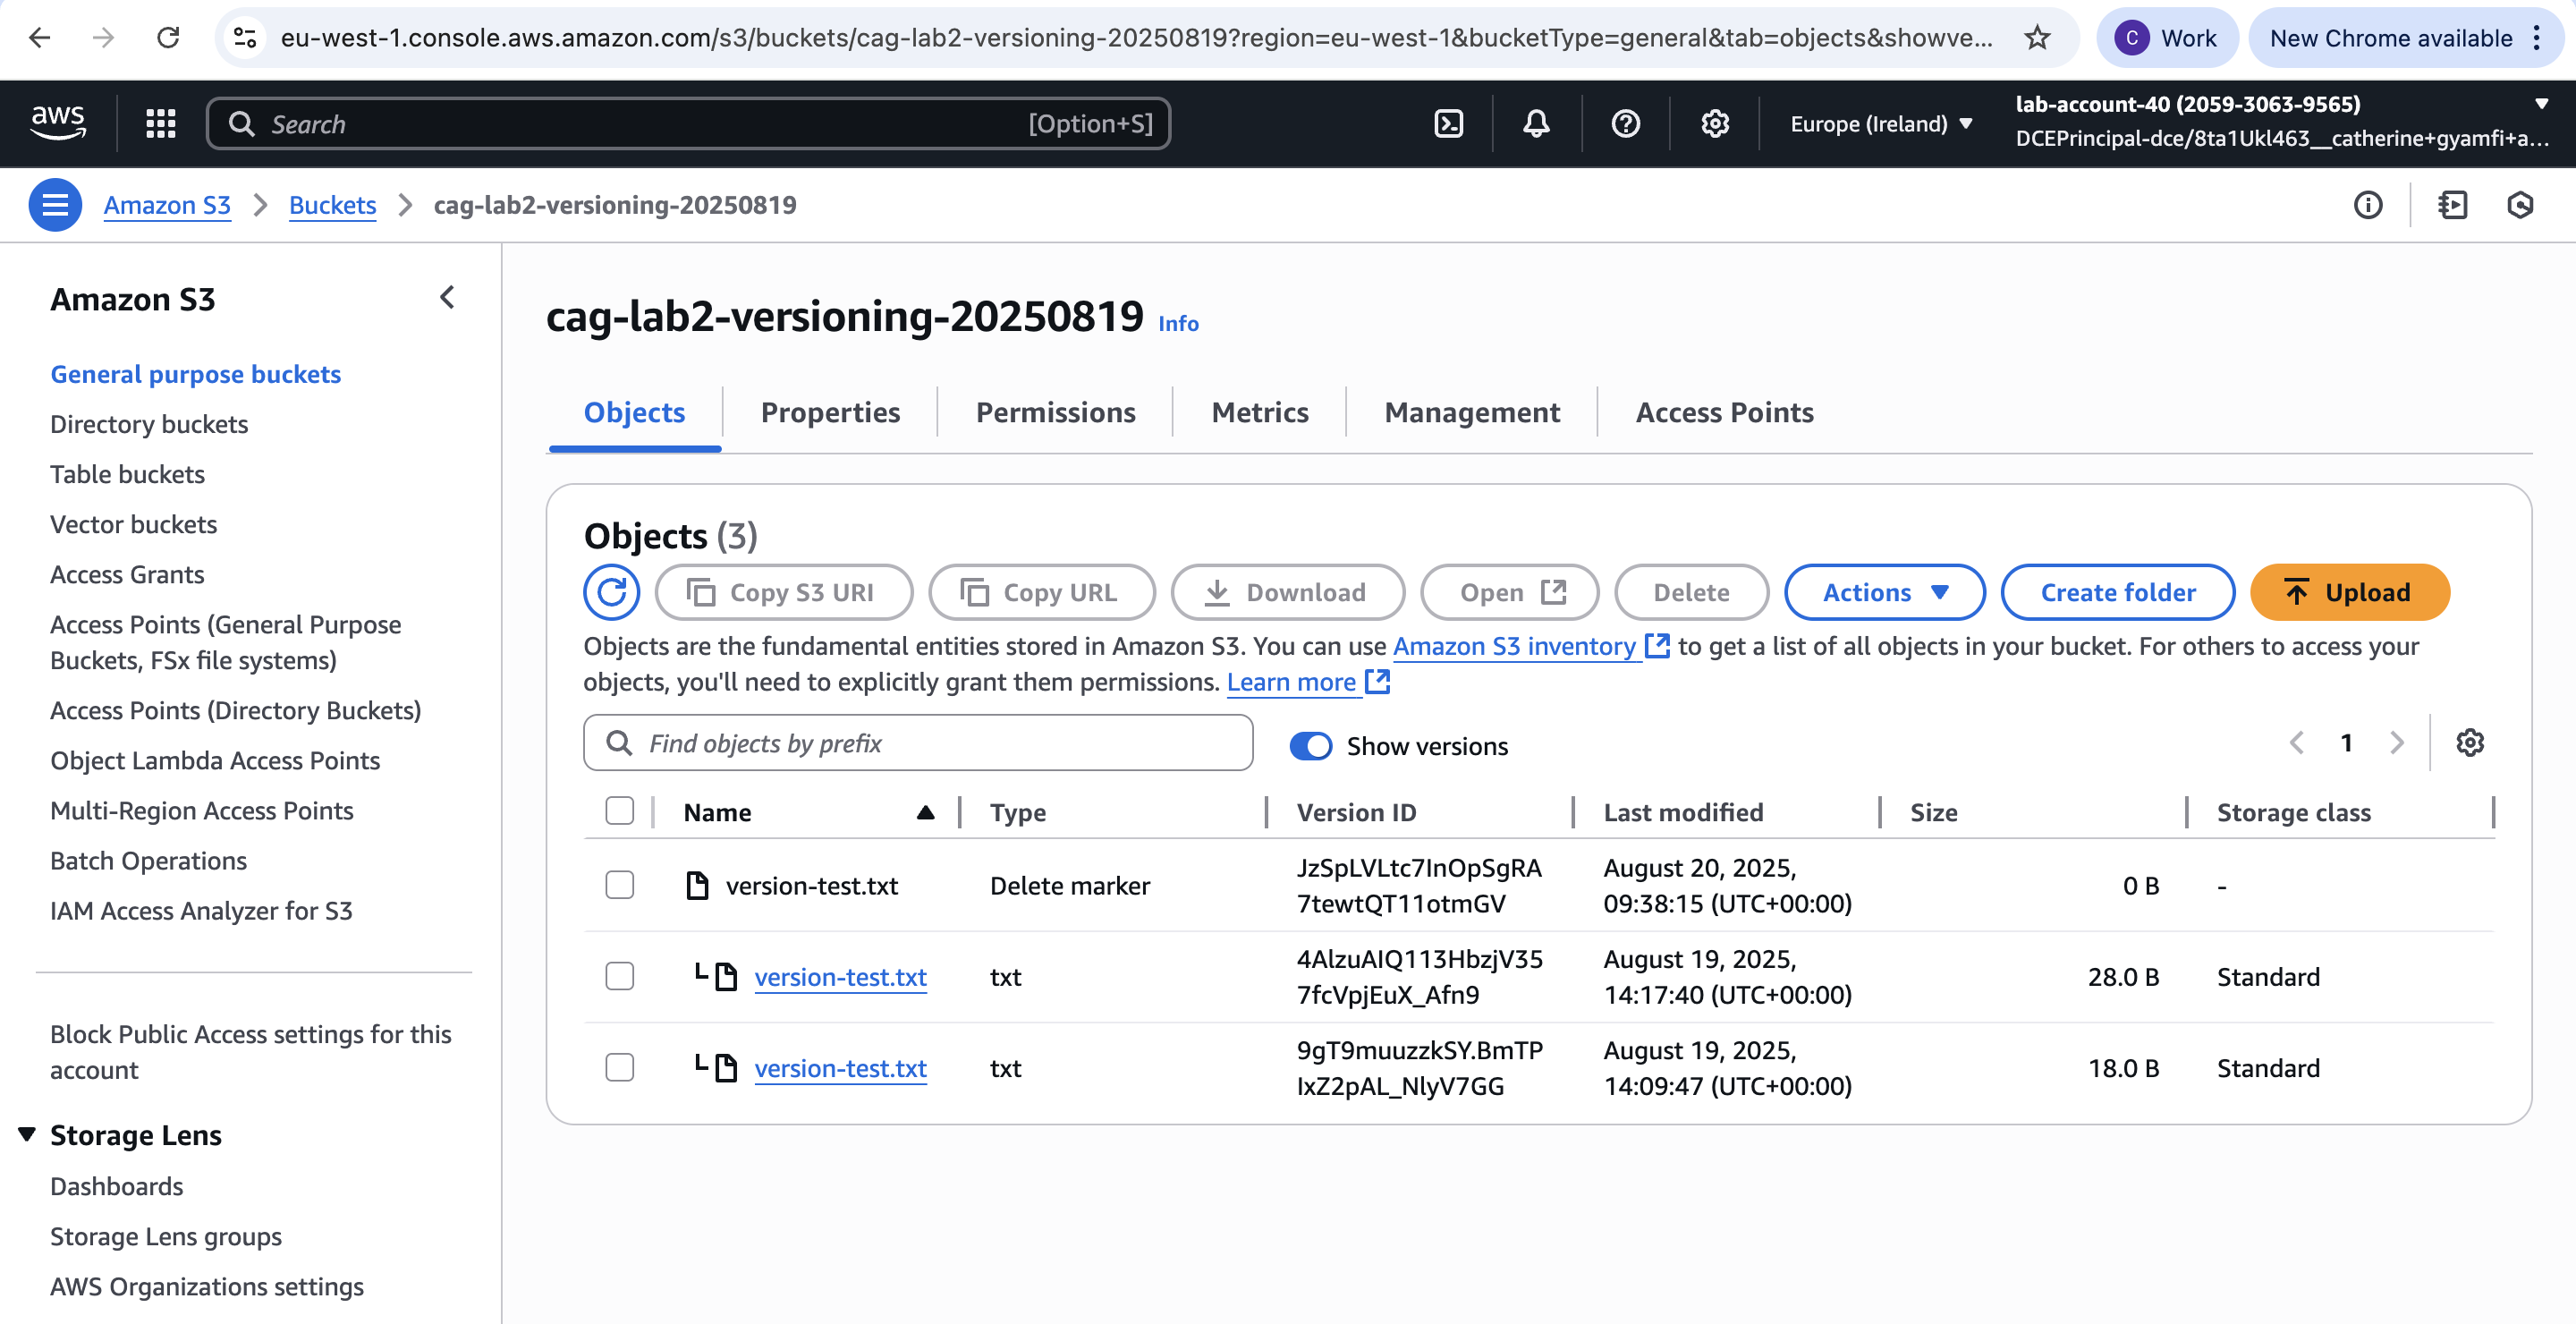 eu-west-1.console.aws.amazon.com/s3/buckets/cag-lab2-versioning-20250819?region=eu-west-1&bucketType=general&tab=objects&showve...
C Work
New Chrome available
aws
Search [Option+S]
Europe (Ireland)
lab-account-40 (2059-3063-9565)
DCEPrincipal-dce/8ta1Ukl463__catherine+gyamfi+a...
Amazon S3 > Buckets > cag-lab2-versioning-20250819
Amazon S3
General purpose buckets
Directory buckets
Table buckets
Vector buckets
Access Grants
Access Points (General Purpose
Buckets, FSx file systems)
Access Points (Directory Buckets)
Object Lambda Access Points
Multi-Region Access Points
Batch Operations
IAM Access Analyzer for S3
Block Public Access settings for this
account
Storage Lens
Dashboards
Storage Lens groups
AWS Organizations settings
cag-lab2-versioning-20250819 Info
Objects Properties Permissions Metrics Management Access Points
Objects (3)
Copy S3 URI Copy URL Download Open Delete Actions Create folder Upload
Objects are the fundamental entities stored in Amazon S3. You can use Amazon S3 inventory to get a list of all objects in your bucket. For others to access your
objects, you'll need to explicitly grant them permissions. Learn more
Find objects by prefix Show versions 1
Name Type Version ID Last modified Size Storage class
version-test.txt Delete marker JzSpLVLtc7InOpSgRA August 20, 2025, 0 B -
7tewtQT11otmGV 09:38:15 (UTC+00:00)
version-test.txt txt 4AlzuAIQ113HbzjV35 August 19, 2025, 28.0 B Standard
7fcVpjEuX_Afn9 14:17:40 (UTC+00:00)
version-test.txt txt 9gT9muuzzkSY.BmTP August 19, 2025, 18.0 B Standard
IxZ2pAL_NlyV7GG 14:09:47 (UTC+00:00)